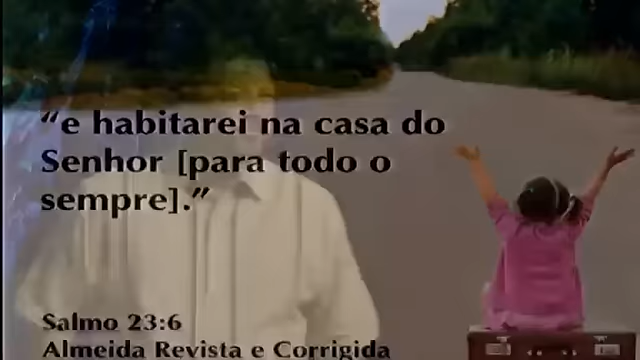 “e habitarei na casa do
Senhor [para todo o
sempre].”
Salmo 23:6
Almeida Revista e Corrigida